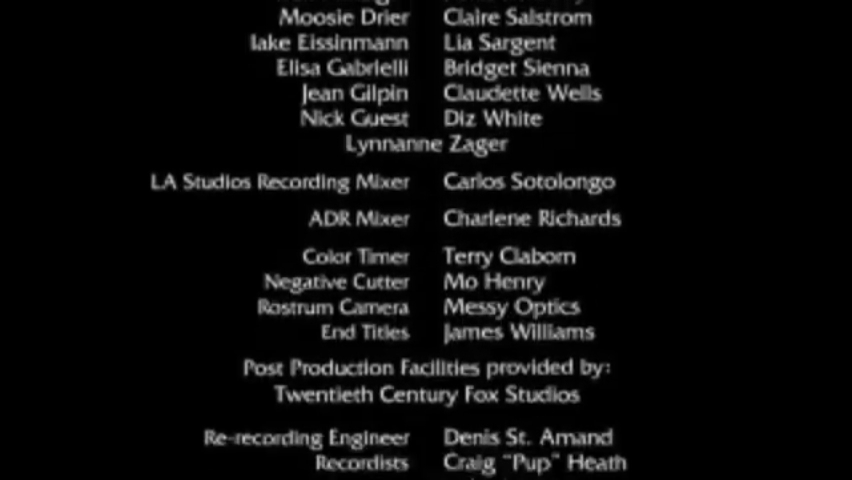 Moosie Drier Claire Salstrom
Jake Eissinmann Lia Sargent
Elisa Gabrielli Bridget Sienna
Jean Gilpin Claudette Wells
Nick Guest Diz White
Lynnanne Zager
LA Studios Recording Mixer Carlos Sotolongo
ADR Mixer Charlene Richards
Color Timer Terry Claborn
Negative Cutter Mo Henry
Rostrum Camera Messy Optics
End Titles James Williams
Post Production Facilities provided by:
Twentieth Century Fox Studios
Re-recording Engineer Denis St. Amand
Recordists Craig "Pup" Heath